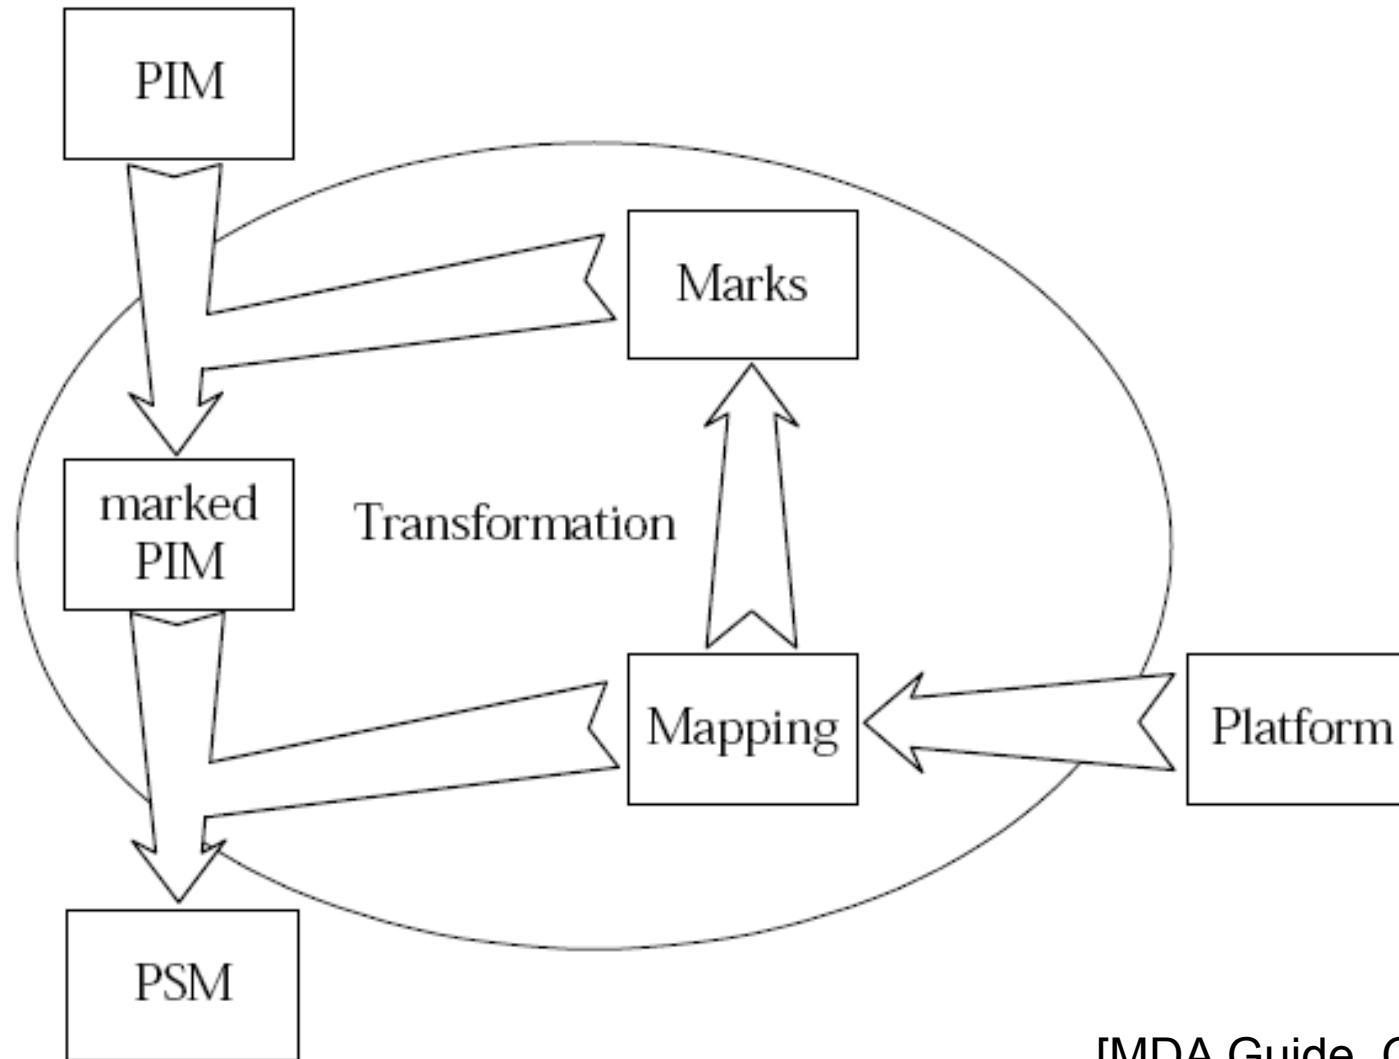 PIM
Marks
marked
PIM
Transformation
Mapping
Platform
PSM
[MDA Guide,